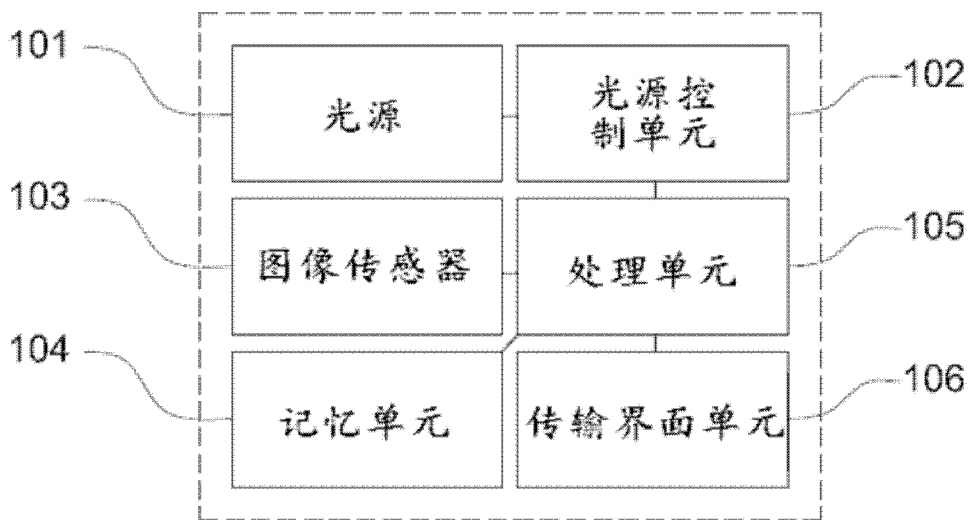 101
光源
光源控
制单元
102
103
图像传感器
处理单元
105
104
记忆单元
传输界面单元
106